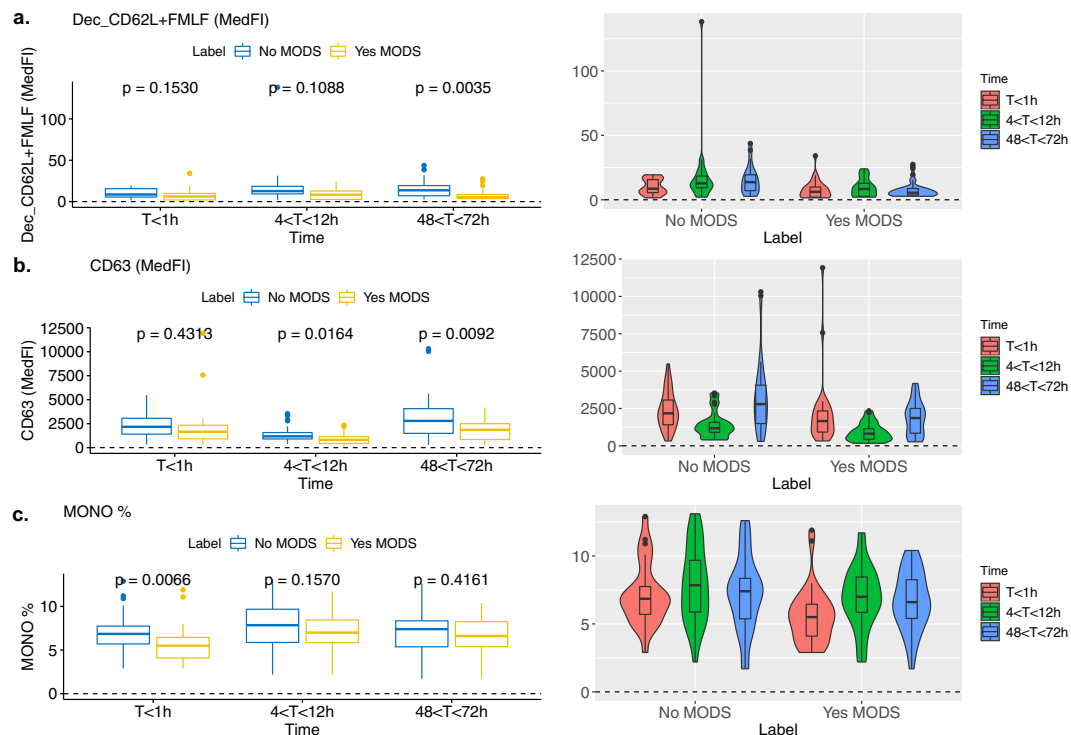 a.
Dec_CD62L+FMLF (MedFI)
Label No MODS Yes MODS
p = 0.1530 p = 0.1088 p = 0.0035
Dec_CD62L+FMLF (MedFI)
100
50
0
T<1h 4<T<12h 48<T<72h
Time
100
50
0
No MODS Yes MODS
Label
Time
T<1h
4<T<12h
48<T<72h
b.
CD63 (MedFI)
Label No MODS Yes MODS
p = 0.4313 p = 0.0164 p = 0.0092
CD63 (MedFI)
12500
10000
7500
5000
2500
0
T<1h 4<T<12h 48<T<72h
Time
12500
10000
7500
5000
2500
0
No MODS Yes MODS
Label
Time
T<1h
4<T<12h
48<T<72h
c.
MONO %
Label No MODS Yes MODS
p = 0.0066 p = 0.1570 p = 0.4161
MONO %
10
5
0
T<1h 4<T<12h 48<T<72h
Time
10
5
0
No MODS Yes MODS
Label
Time
T<1h
4<T<12h
48<T<72h